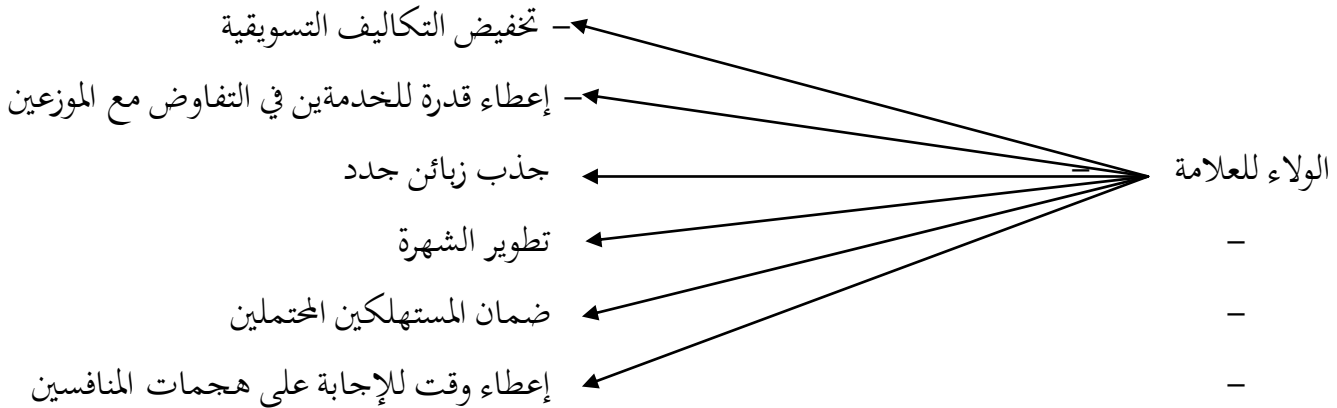 – تخفيض التكاليف التسويقية
– إعطاء قدرة للخدمةين في التفاوض مع الموزعين
الولاء للعلامة – جذب زبائن جدد
– تطوير الشهرة
– ضمان المستهلكين المحتملين
– إعطاء وقت للإجابة على هجمات المنافسين